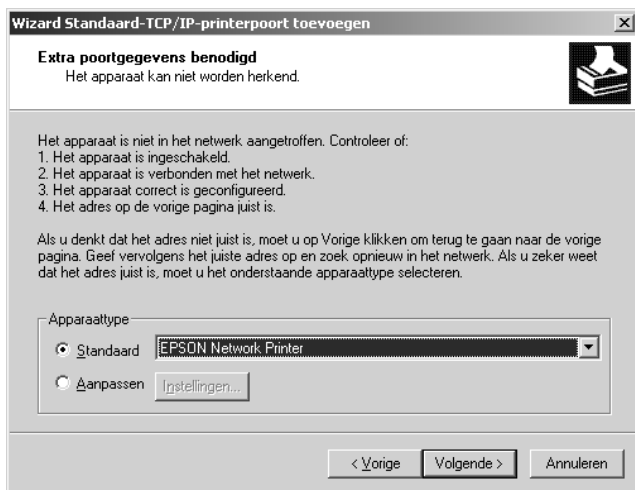 Wizard Standaard-TCP/IP-printerpoort toevoegen
Extra poortgegevens benodigd
Het apparaat kan niet worden herkend.
Het apparaat is niet in het netwerk aangetroffen. Controleer of:
1. Het apparaat is ingeschakeld.
2. Het apparaat is verbonden met het netwerk.
3. Het apparaat correct is geconfigureerd.
4. Het adres op de vorige pagina juist is.
Als u denkt dat het adres niet juist is, moet u op Vorige klikken om terug te gaan naar de vorige
pagina. Geef vervolgens het juiste adres op en zoek opnieuw in het netwerk. Als u zeker weet
dat het adres juist is, moet u het onderstaande apparaattype selecteren.
Apparaattype
Standaard EPSON Network Printer
Aanpassen Instellingen...
< Vorige Volgende > Annuleren